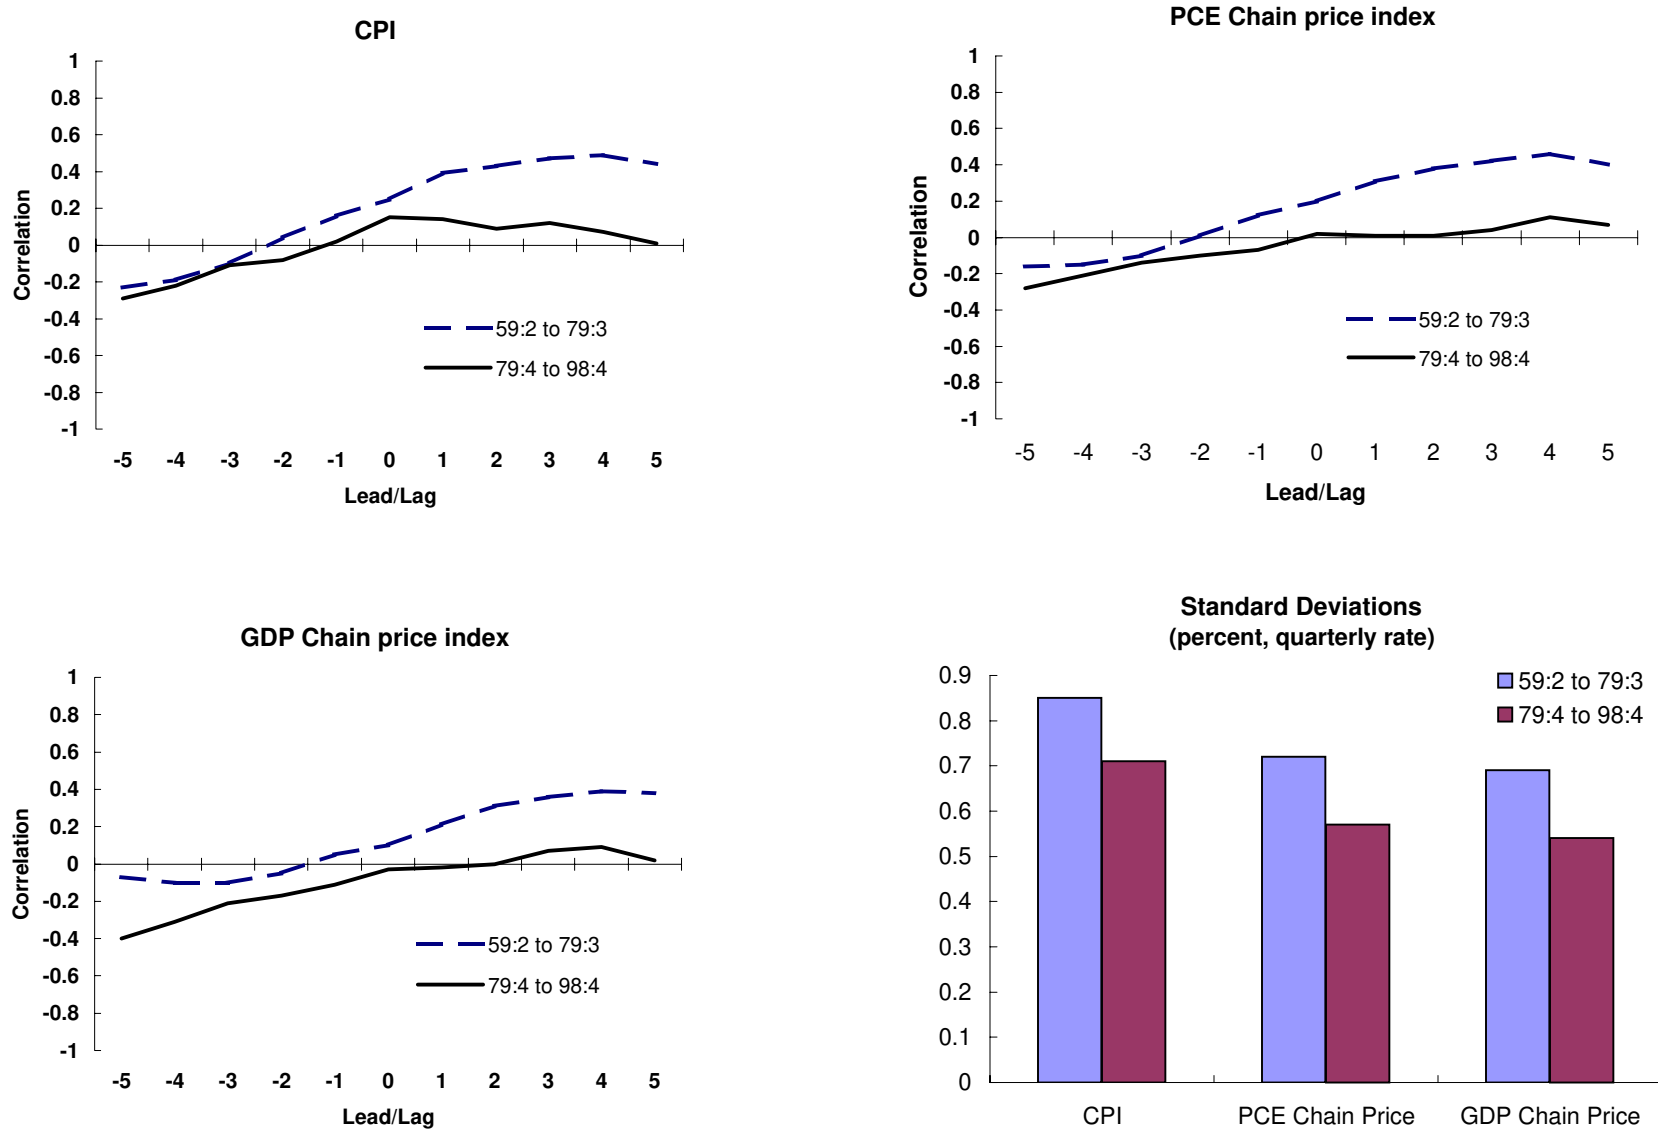 CPI
1
0.8
0.6
0.4
0.2
0
-0.2
-0.4
-0.6
-0.8
-1
Correlation
59:2 to 79:3
79:4 to 98:4
-5 -4 -3 -2 -1 0 1 2 3 4 5
Lead/Lag
PCE Chain price index
1
0.8
0.6
0.4
0.2
0
-0.2
-0.4
-0.6
-0.8
-1
Correlation
59:2 to 79:3
79:4 to 98:4
-5 -4 -3 -2 -1 0 1 2 3 4 5
Lead/Lag
GDP Chain price index
1
0.8
0.6
0.4
0.2
0
-0.2
-0.4
-0.6
-0.8
-1
Correlation
59:2 to 79:3
79:4 to 98:4
-5 -4 -3 -2 -1 0 1 2 3 4 5
Lead/Lag
Standard Deviations
(percent, quarterly rate)
0.9
0.8
0.7
0.6
0.5
0.4
0.3
0.2
0.1
0
59:2 to 79:3
79:4 to 98:4
CPI PCE Chain Price GDP Chain Price